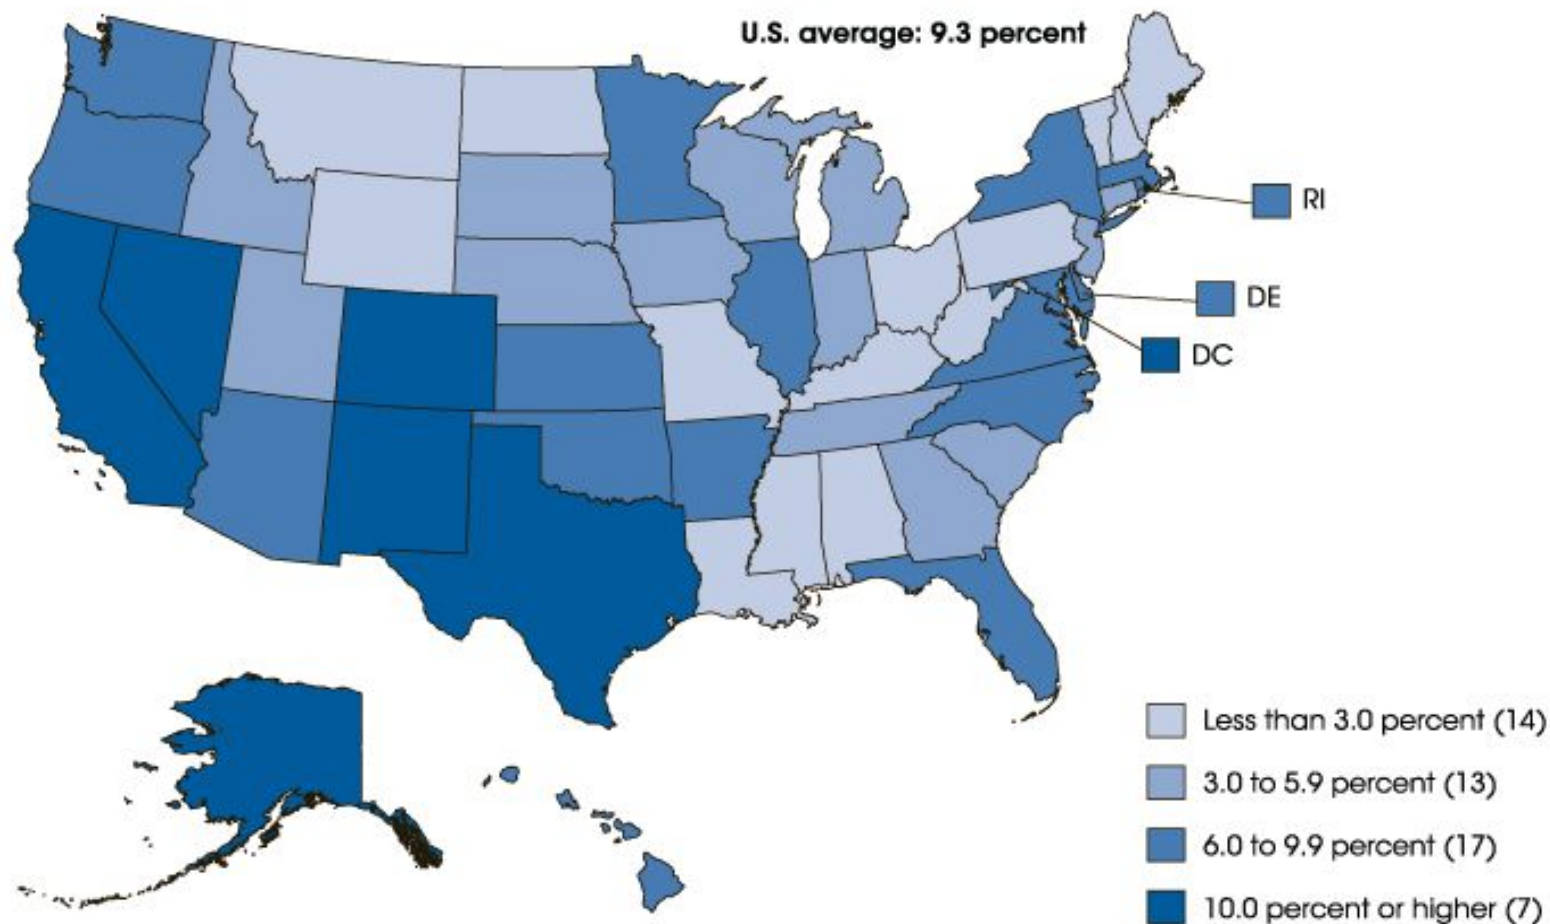 U.S. average: 9.3 percent
RI
DE
DC
Less than 3.0 percent (14)
3.0 to 5.9 percent (13)
6.0 to 9.9 percent (17)
10.0 percent or higher (7)